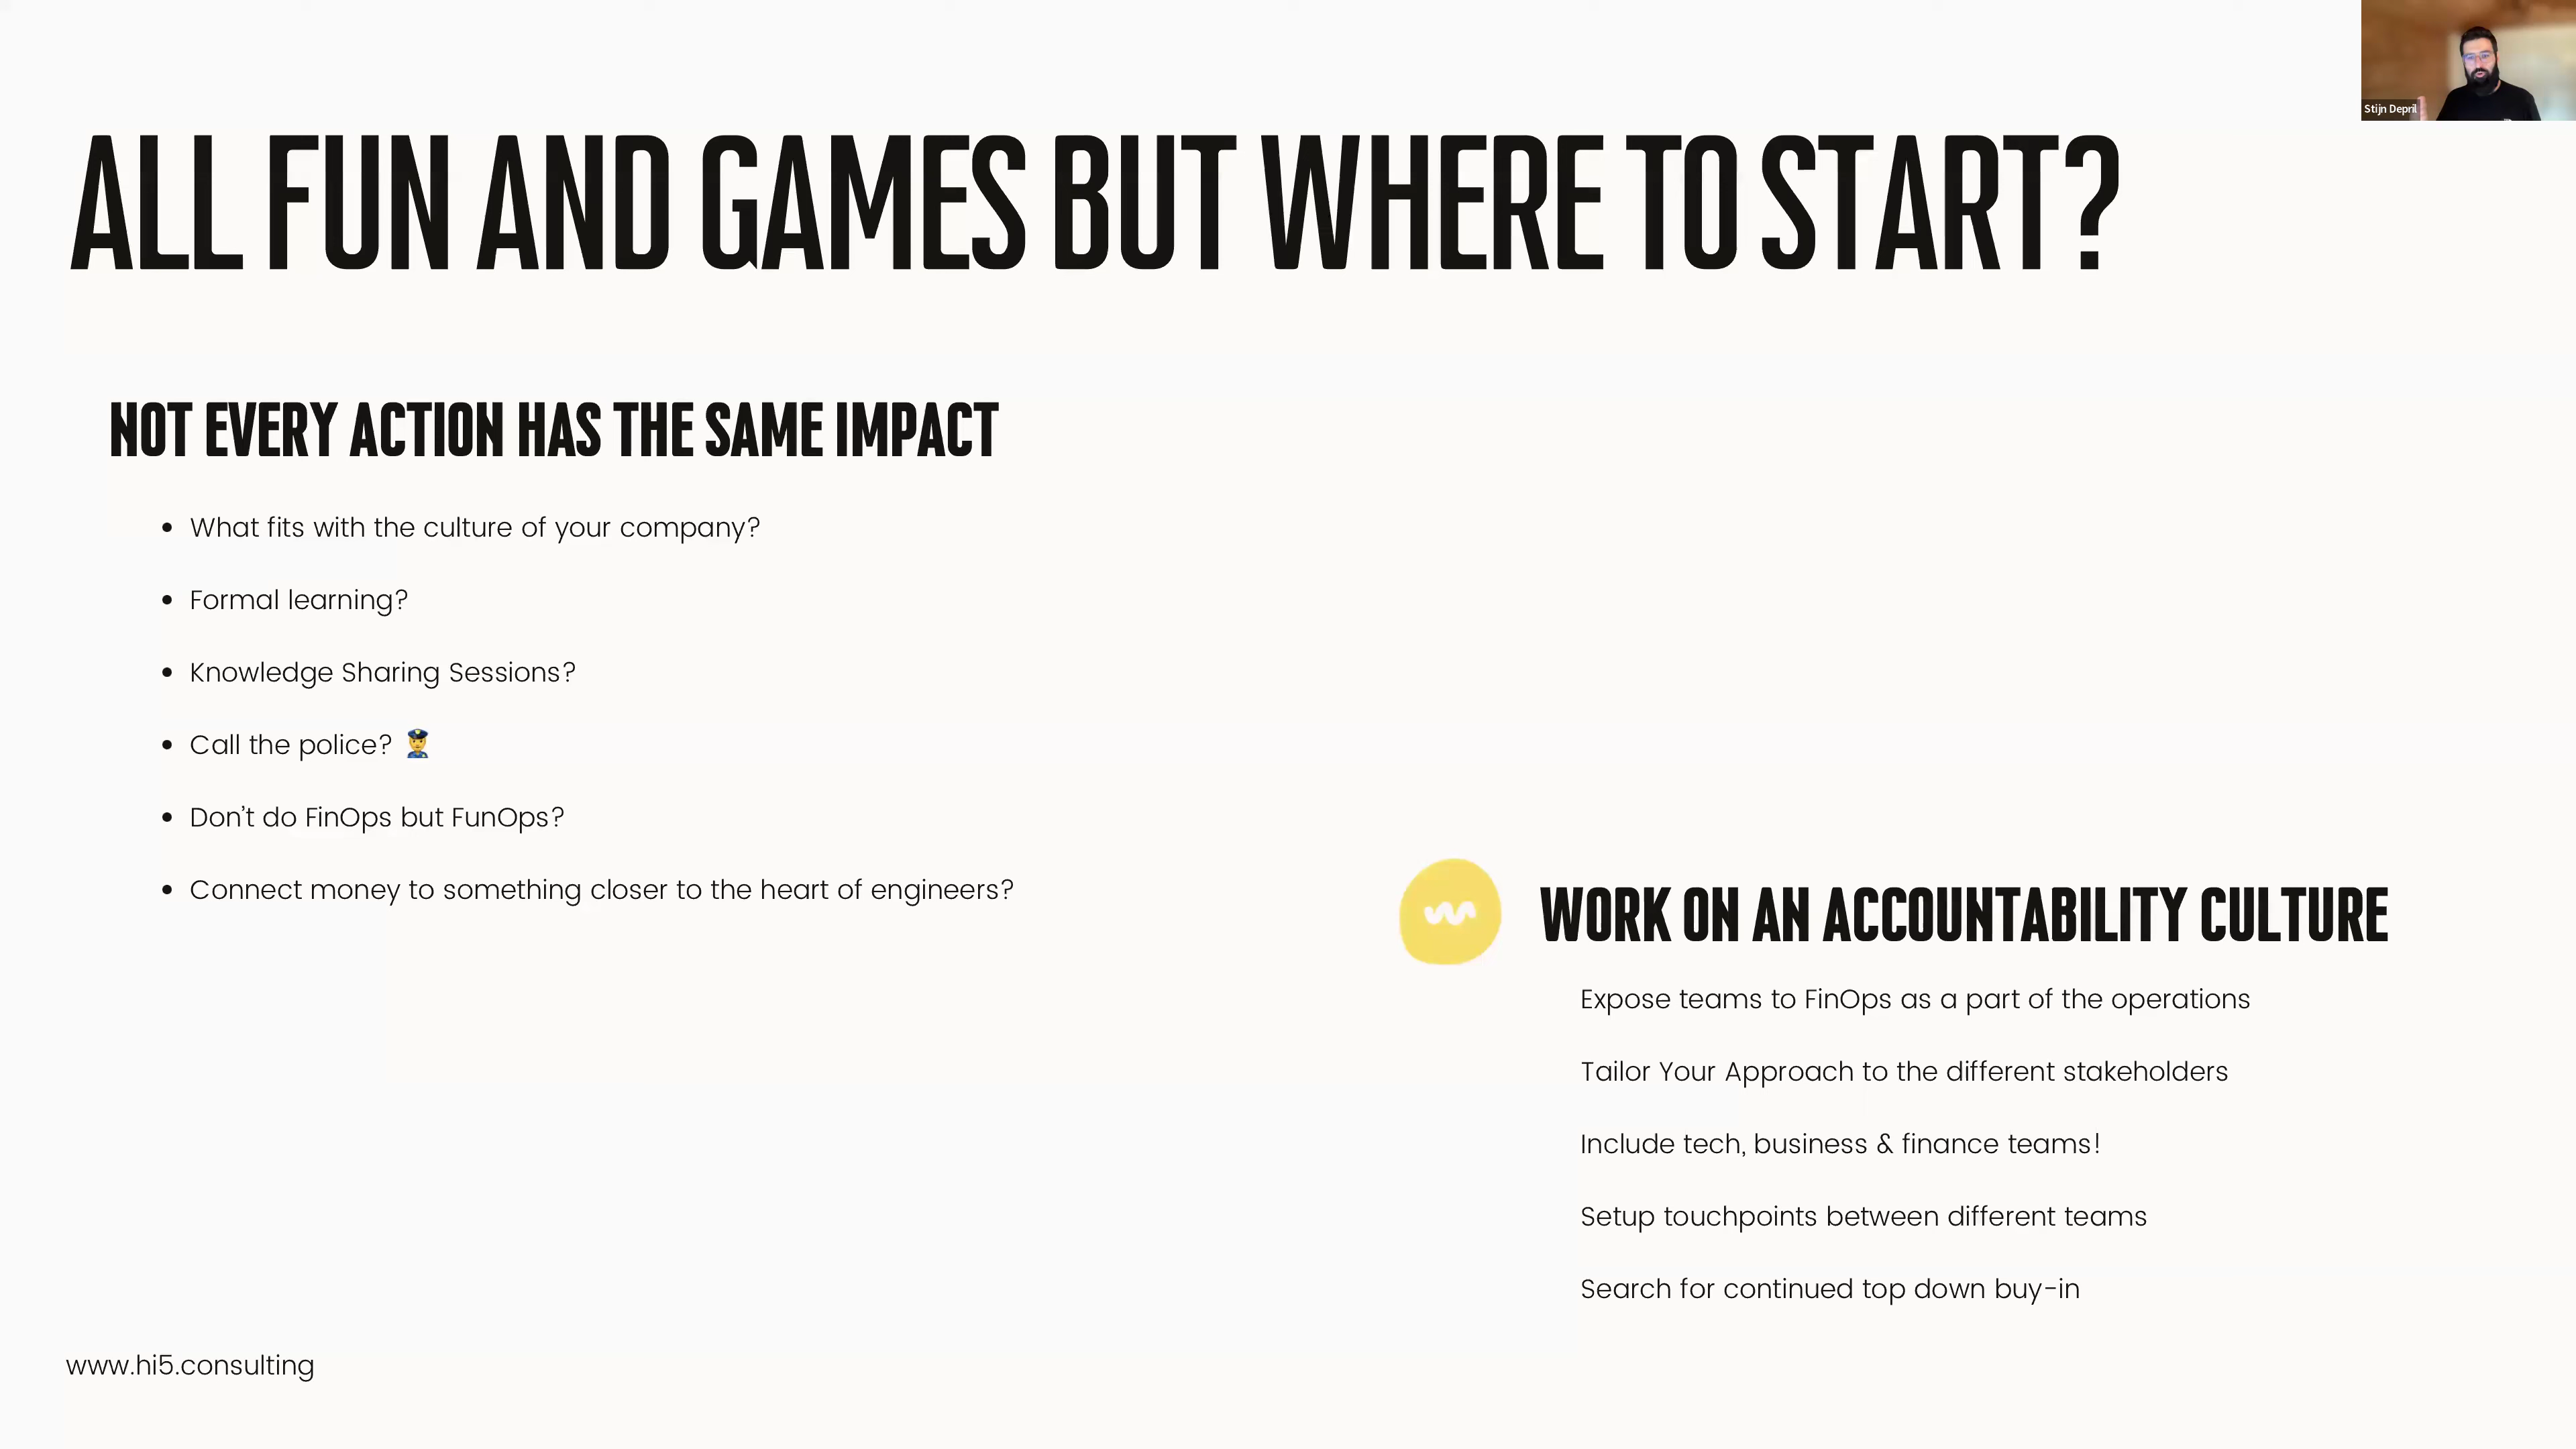 Stijn Depril
ALL FUN AND GAMES BUT WHERE TO START?
NOT EVERY ACTION HAS THE SAME IMPACT
• What fits with the culture of your company?
• Formal learning?
• Knowledge Sharing Sessions?
• Call the police? 👮
• Don't do FinOps but FunOps?
• Connect money to something closer to the heart of engineers?
WORK ON AN ACCOUNTABILITY CULTURE
Expose teams to FinOps as a part of the operations
Tailor Your Approach to the different stakeholders
Include tech, business & finance teams!
Setup touchpoints between different teams
Search for continued top down buy-in
www.hi5.consulting